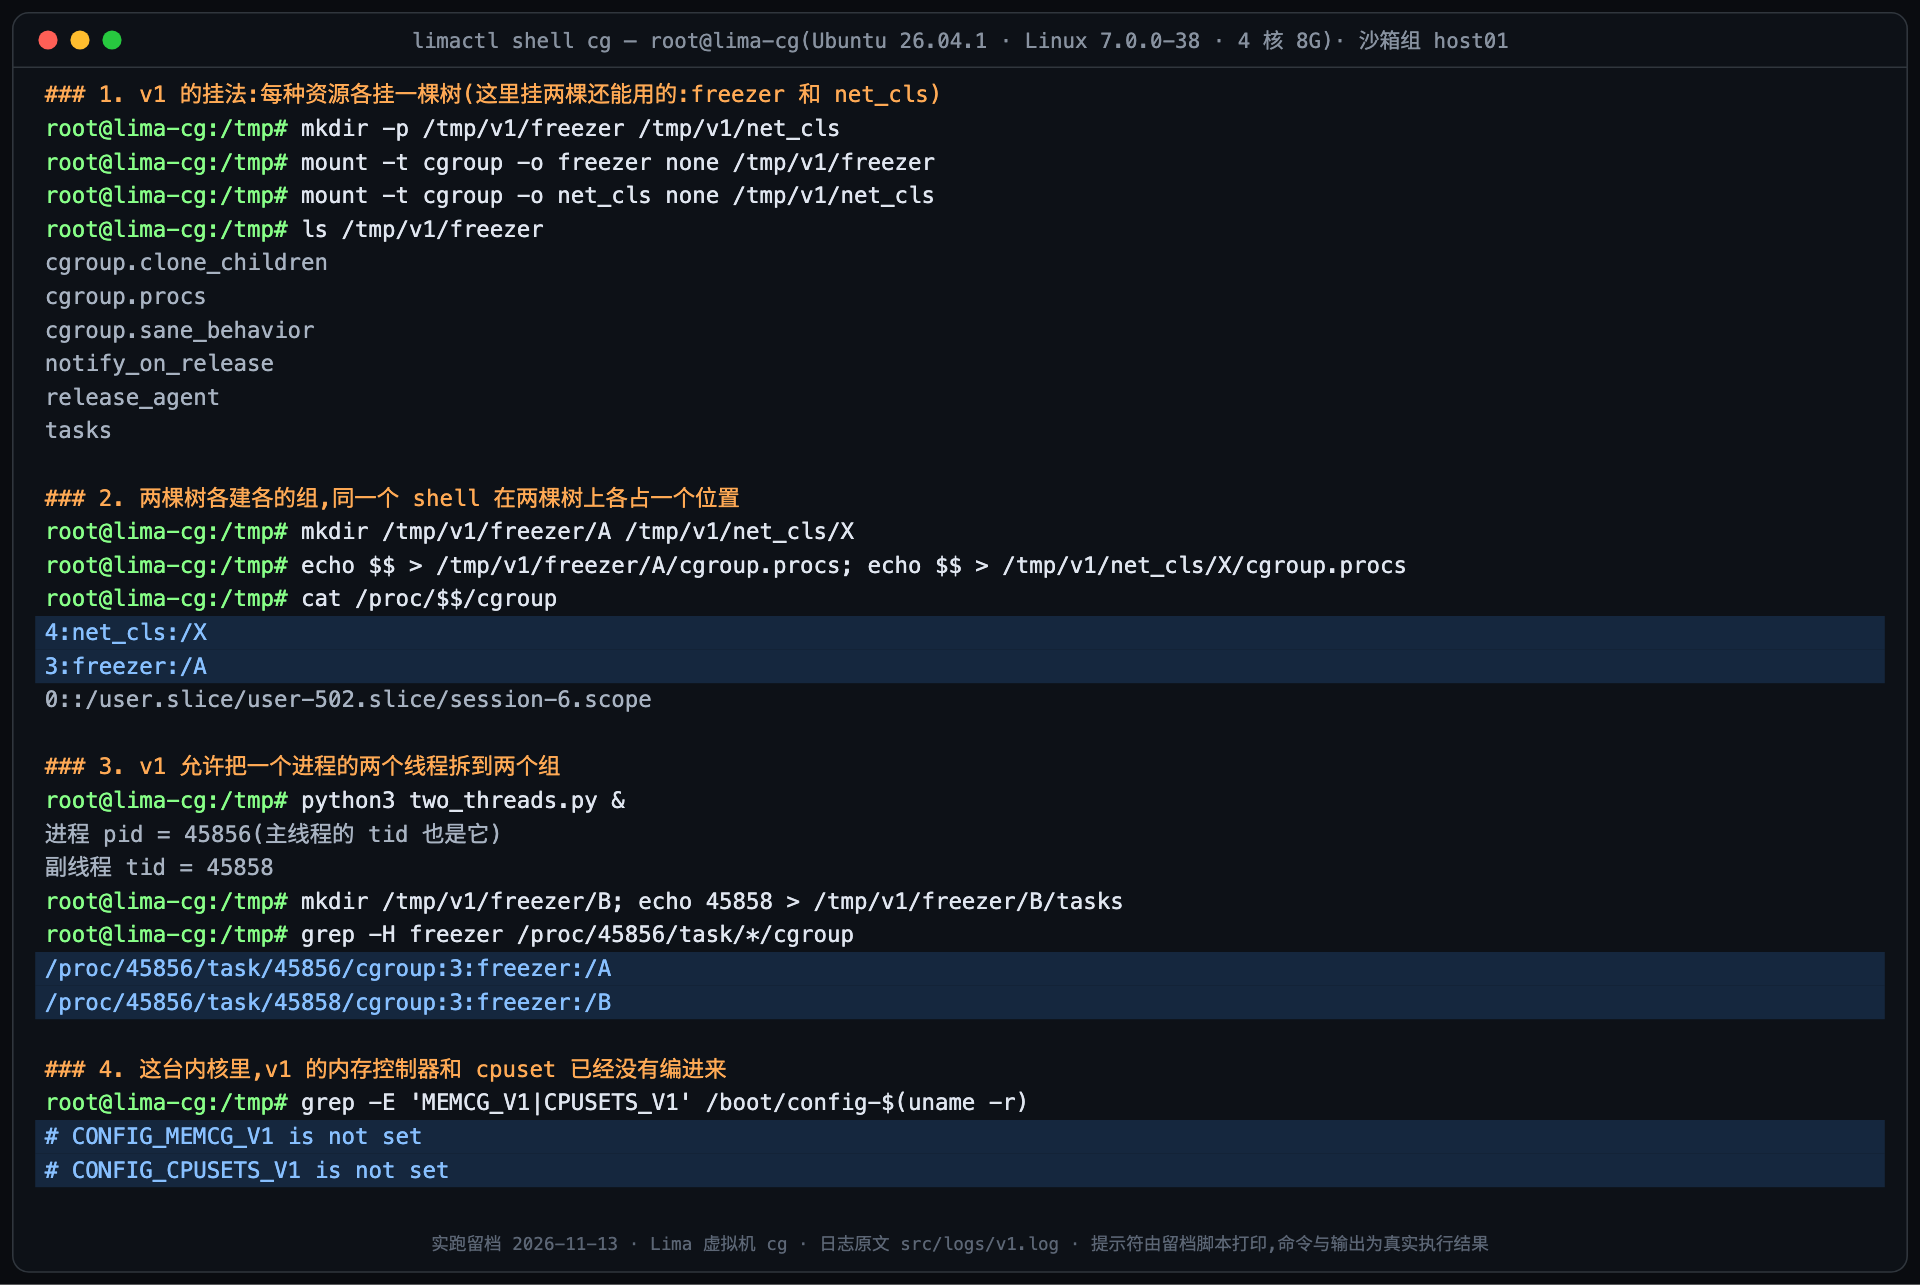 limactl shell cg — root@lima-cg(Ubuntu 26.04.1 · Linux 7.0.0-38 · 4 核 8G)· 沙箱组 host01
### 1. v1 的挂法:每种资源各挂一棵树(这里挂两棵还能用的:freezer 和 net_cls)
root@lima-cg:/tmp# mkdir -p /tmp/v1/freezer /tmp/v1/net_cls
root@lima-cg:/tmp# mount -t cgroup -o freezer none /tmp/v1/freezer
root@lima-cg:/tmp# mount -t cgroup -o net_cls none /tmp/v1/net_cls
root@lima-cg:/tmp# ls /tmp/v1/freezer
cgroup.clone_children
cgroup.procs
cgroup.sane_behavior
notify_on_release
release_agent
tasks
### 2. 两棵树各建各的组,同一个 shell 在两棵树上各占一个位置
root@lima-cg:/tmp# mkdir /tmp/v1/freezer/A /tmp/v1/net_cls/X
root@lima-cg:/tmp# echo $$ > /tmp/v1/freezer/A/cgroup.procs; echo $$ > /tmp/v1/net_cls/X/cgroup.procs
root@lima-cg:/tmp# cat /proc/$$/cgroup
4:net_cls:/X
3:freezer:/A
0::/user.slice/user-502.slice/session-6.scope
### 3. v1 允许把一个进程的两个线程拆到两个组
root@lima-cg:/tmp# python3 two_threads.py &
进程 pid = 45856(主线程的 tid 也是它)
副线程 tid = 45858
root@lima-cg:/tmp# mkdir /tmp/v1/freezer/B; echo 45858 > /tmp/v1/freezer/B/tasks
root@lima-cg:/tmp# grep -H freezer /proc/45856/task/*/cgroup
/proc/45856/task/45856/cgroup:3:freezer:/A
/proc/45856/task/45858/cgroup:3:freezer:/B
### 4. 这台内核里,v1 的内存控制器和 cpuset 已经没有编进来
root@lima-cg:/tmp# grep -E 'MEMCG_V1|CPUSETS_V1' /boot/config-$(uname -r)
# CONFIG_MEMCG_V1 is not set
# CONFIG_CPUSETS_V1 is not set
实跑留档 2026-11-13 · Lima 虚拟机 cg · 日志原文 src/logs/v1.log · 提示符由留档脚本打印,命令与输出为真实执行结果